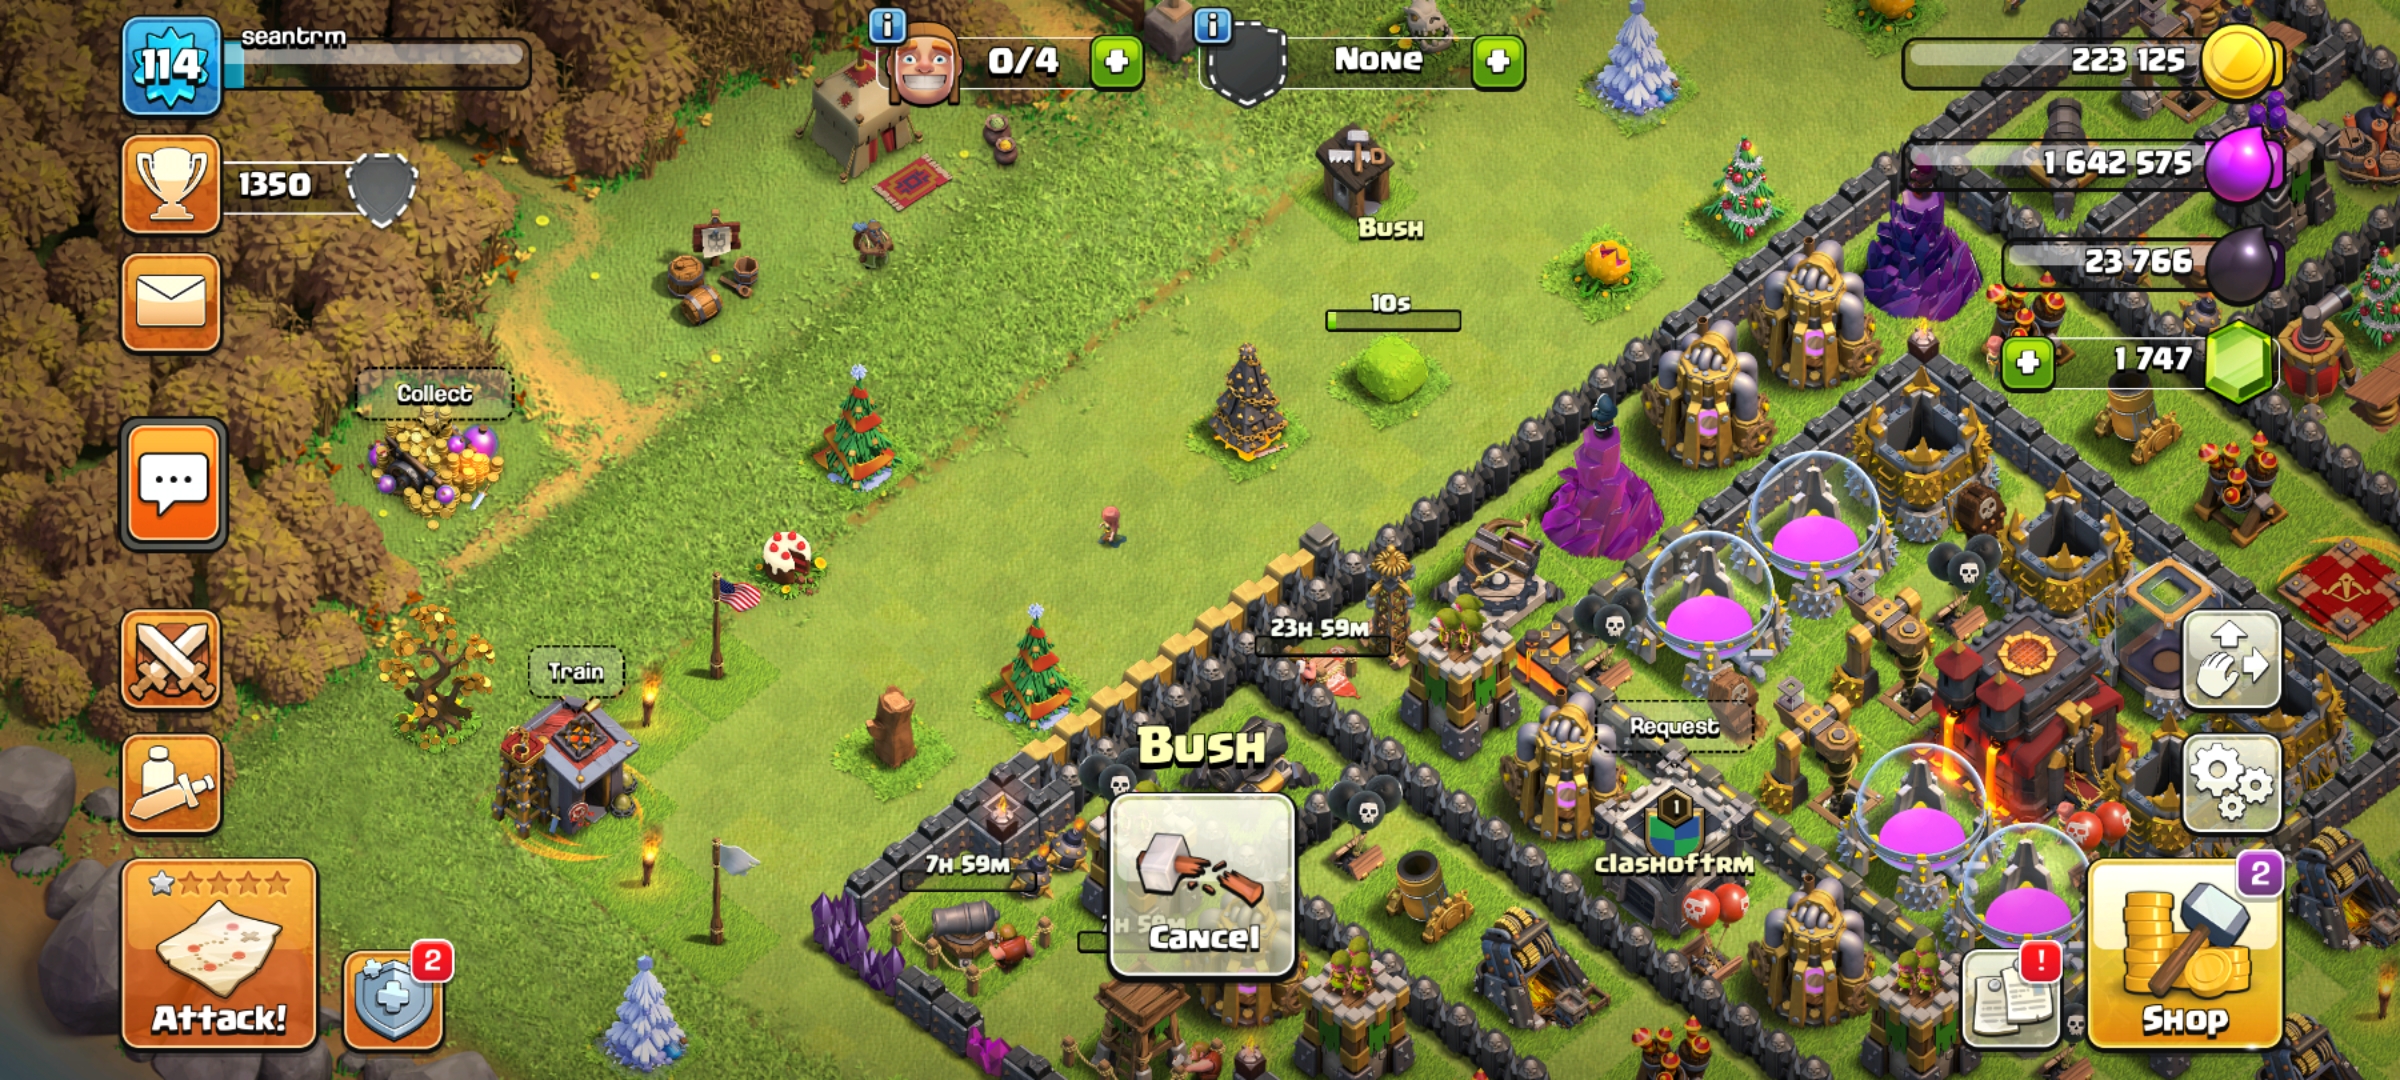 114
seantrm
0/4
None
223 125
1350
1 642 575
Bush
23 766
10s
1 747
Collect
23H 59M
Train
Request
Bush
1
clashoftrm
7H 59M
Cancel
2
2
!
Attack!
Shop